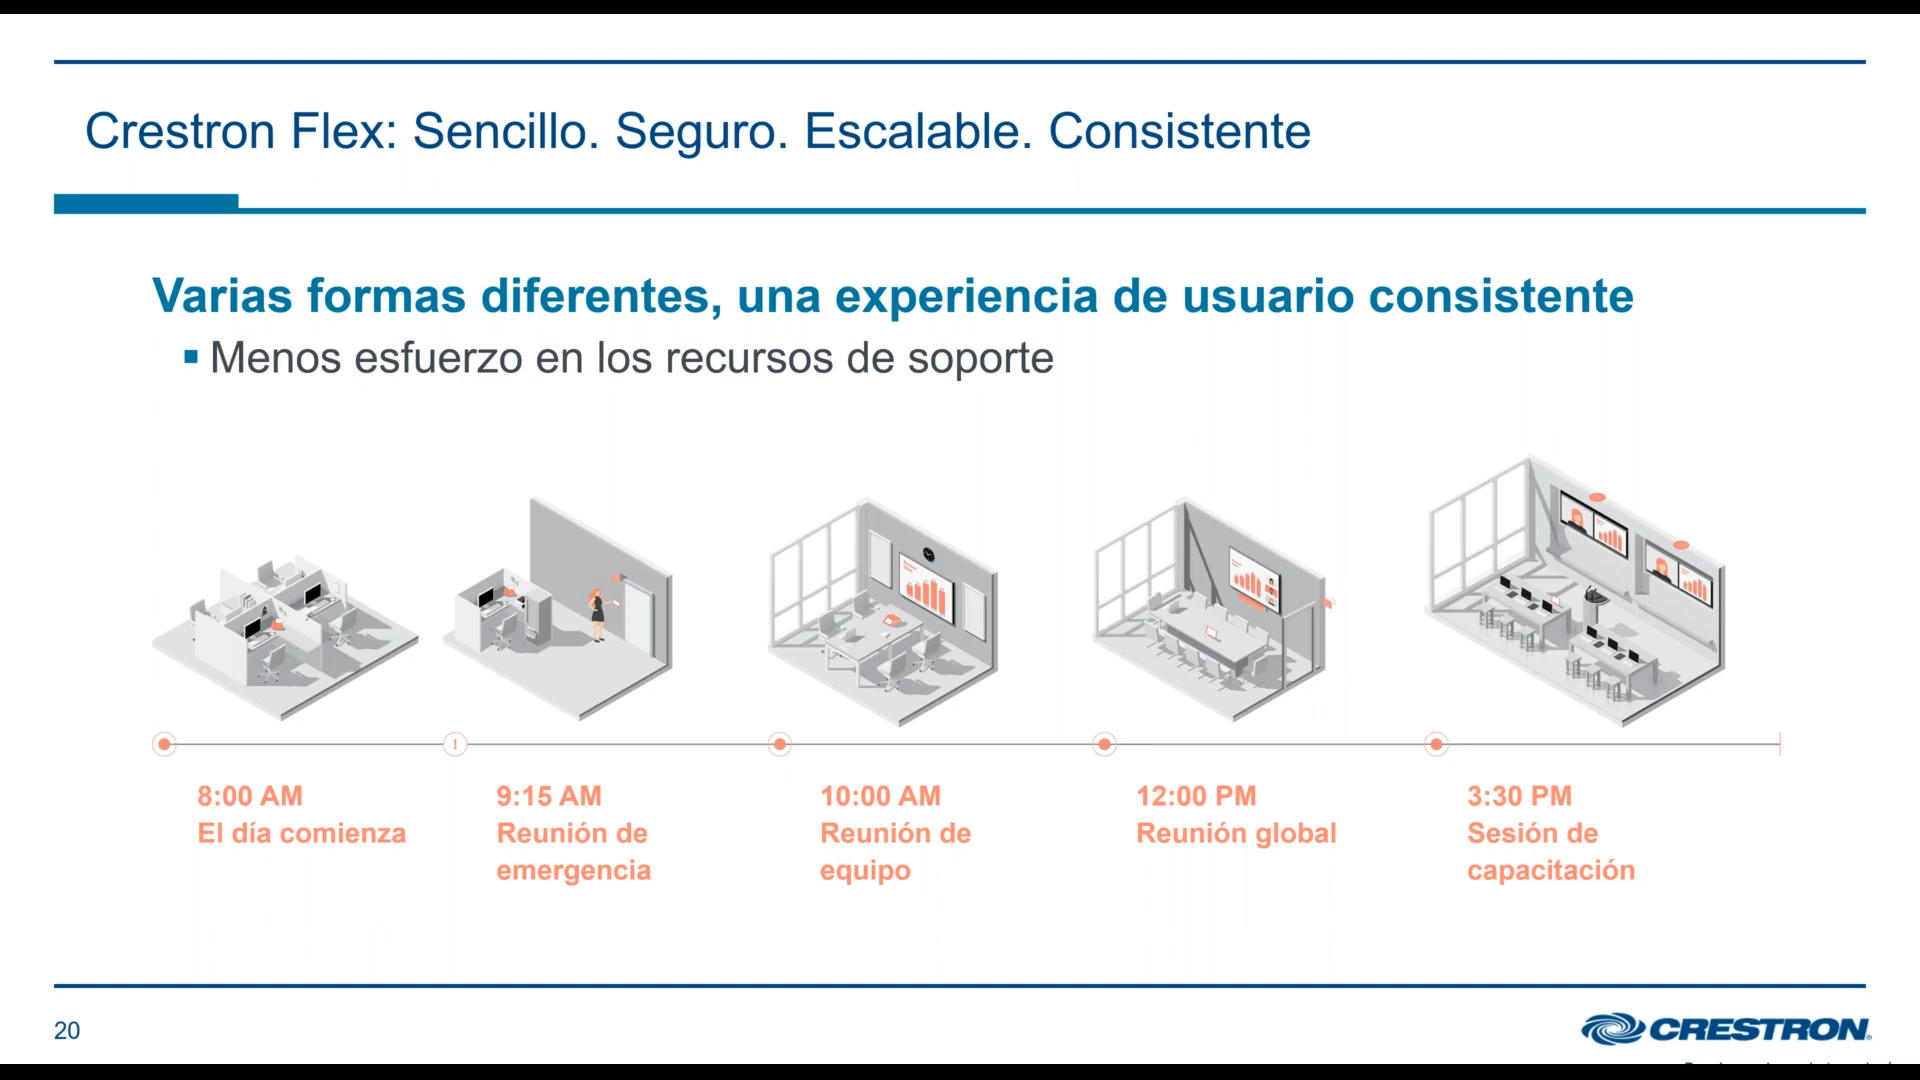 Crestron Flex: Sencillo. Seguro. Escalable. Consistente
Varias formas diferentes, una experiencia de usuario consistente
Menos esfuerzo en los recursos de soporte
!
8:00 AM
El día comienza
9:15 AM
Reunión de
emergencia
10:00 AM
Reunión de
equipo
12:00 PM
Reunión global
3:30 PM
Sesión de
capacitación
20
CRESTRON®